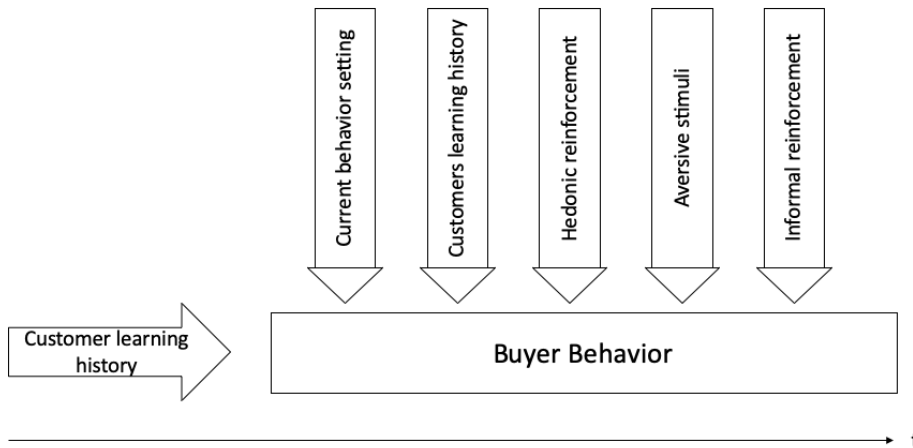 Current behavior setting
Customers learning history
Hedonic reinforcement
Aversive stimuli
Informal reinforcement
Customer learning
history
Buyer Behavior
t